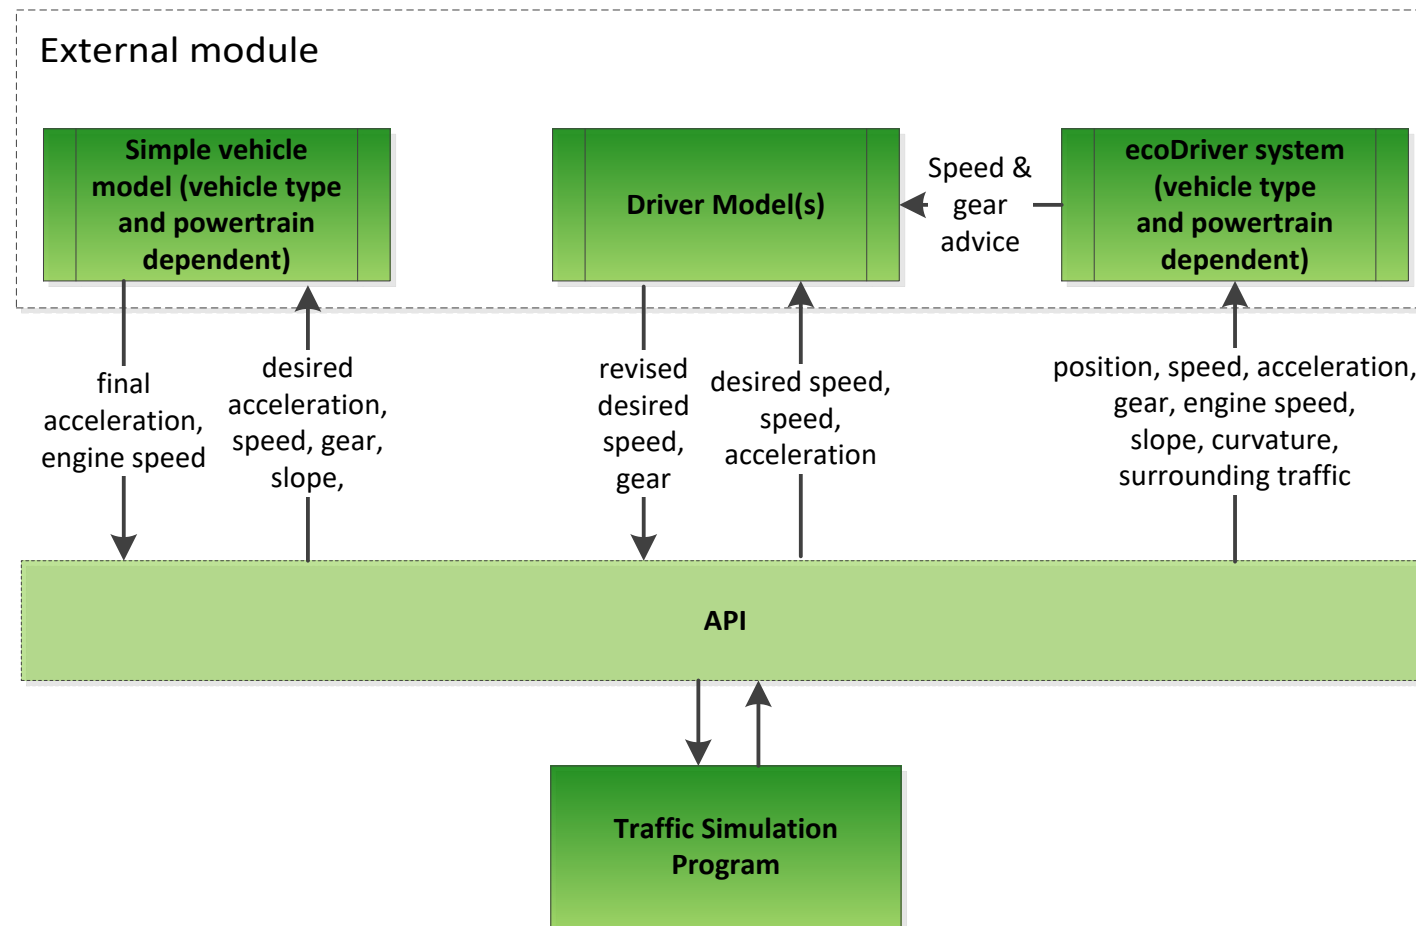 External module
Simple vehicle
model (vehicle type
and powertrain
dependent)
Driver Model(s)
Speed &
gear
advice
ecoDriver system
(vehicle type
and powertrain
dependent)
final
acceleration,
engine speed
desired
acceleration,
speed, gear,
slope,
revised
desired
speed,
gear
desired speed,
speed,
acceleration
position, speed, acceleration,
gear, engine speed,
slope, curvature,
surrounding traffic
API
Traffic Simulation
Program